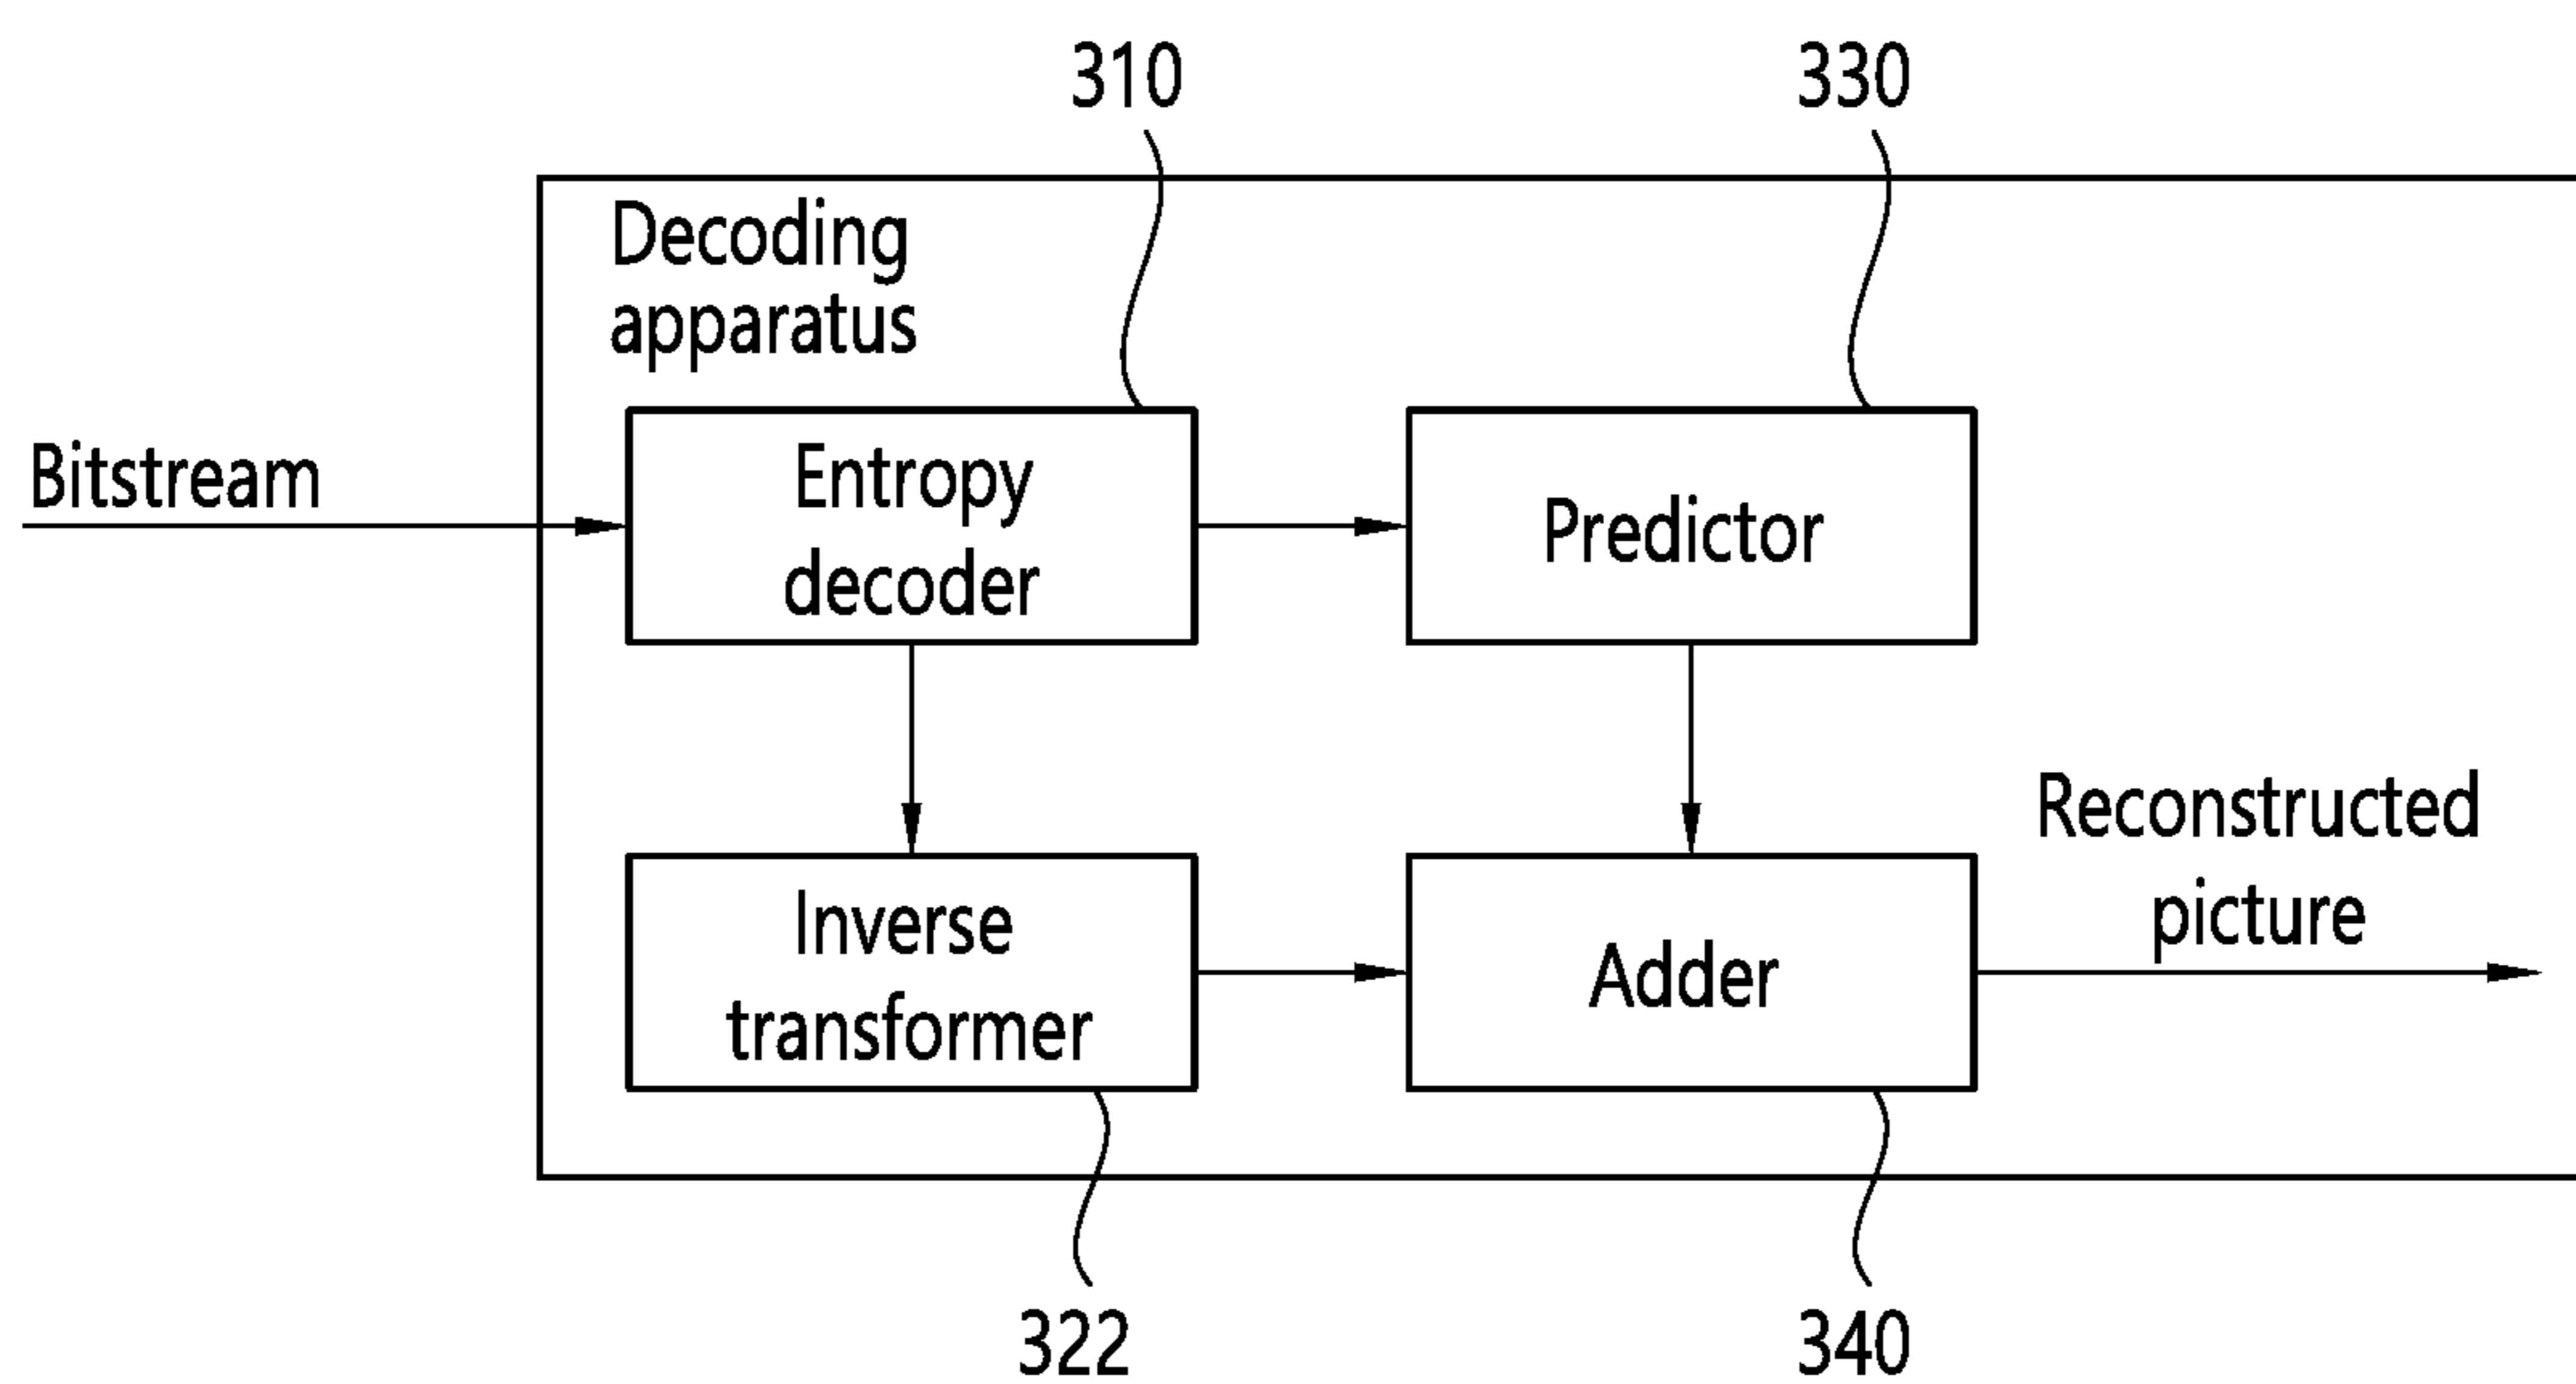 310
330
Decoding
apparatus
Bitstream
Entropy
decoder
Predictor
Inverse
transformer
Adder
Reconstructed
picture
322
340